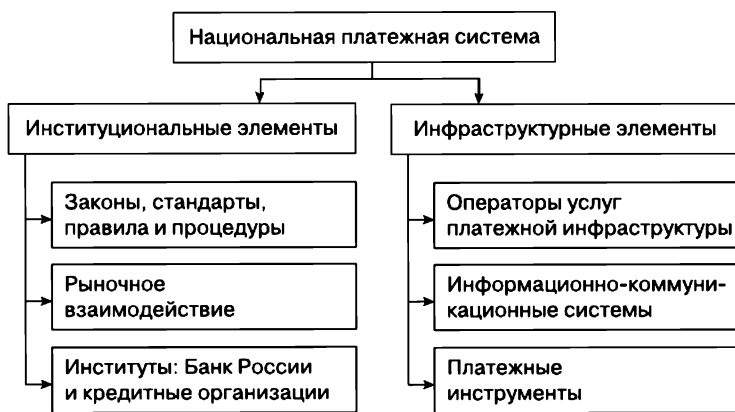 Национальная платежная система
Институциональные элементы
Законы, стандарты,
правила и процедуры
Рыночное
взаимодействие
Институты: Банк России
и кредитные организации
Инфраструктурные элементы
Операторы услуг
платежной инфраструктуры
Информационно-коммуни-
кационные системы
Платежные
инструменты